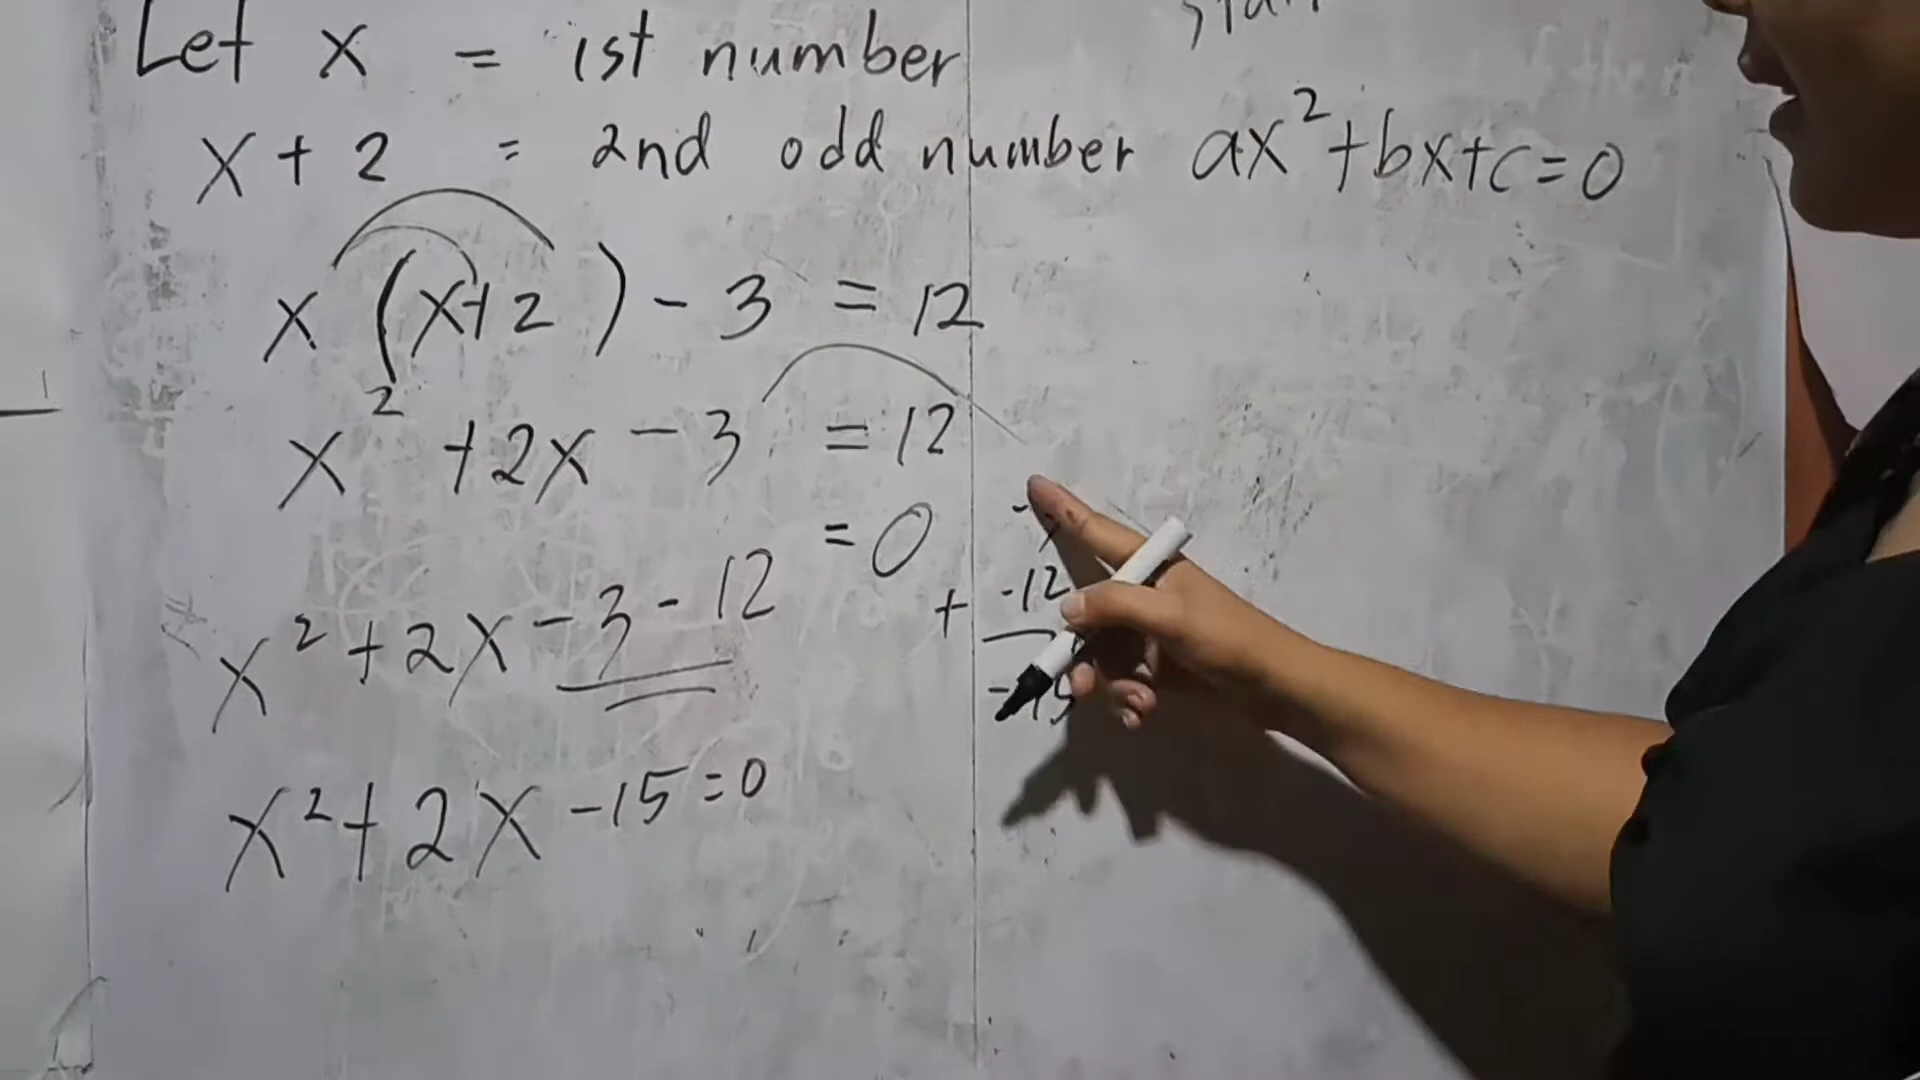 Let x = 1st number
x + 2 = 2nd odd number ax² + bx + c = 0
x (x + 2) - 3 = 12
x² + 2x - 3 = 12
= 0
x² + 2x - 3 - 12
+ -12
-15
x² + 2x - 15 = 0